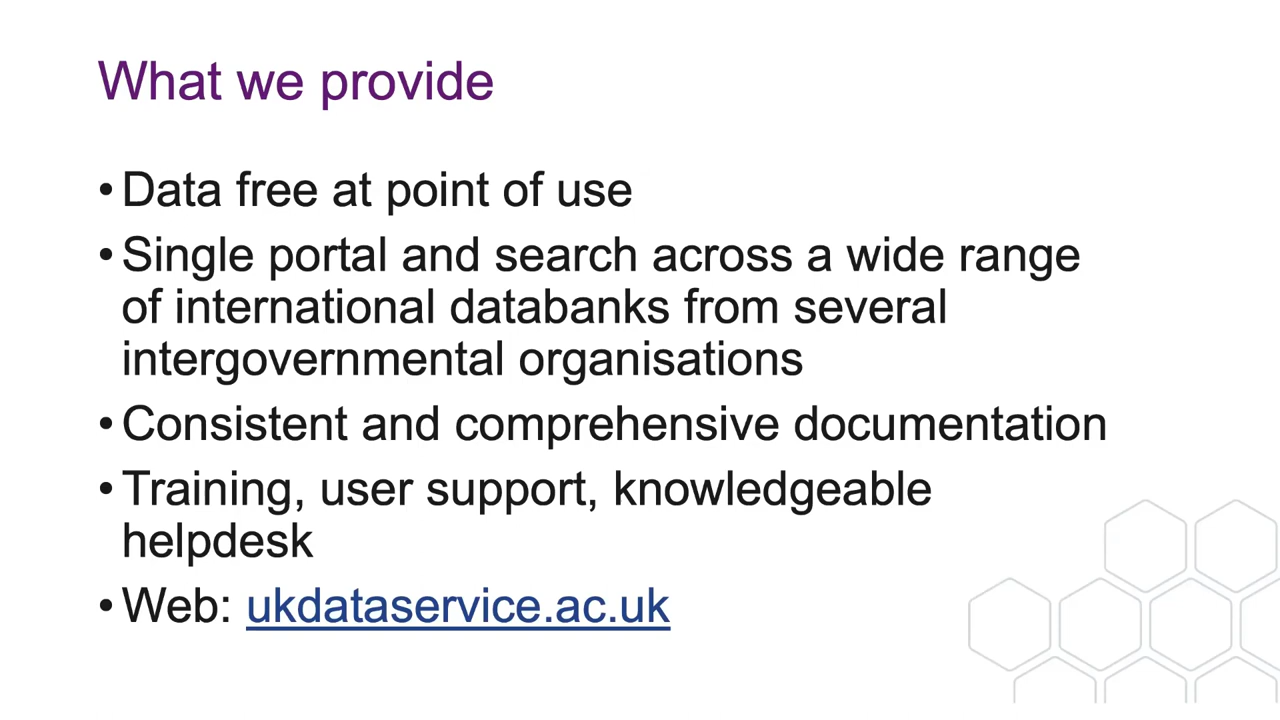 What we provide
• Data free at point of use
• Single portal and search across a wide range
of international databanks from several
intergovernmental organisations
• Consistent and comprehensive documentation
• Training, user support, knowledgeable
helpdesk
• Web: ukdataservice.ac.uk